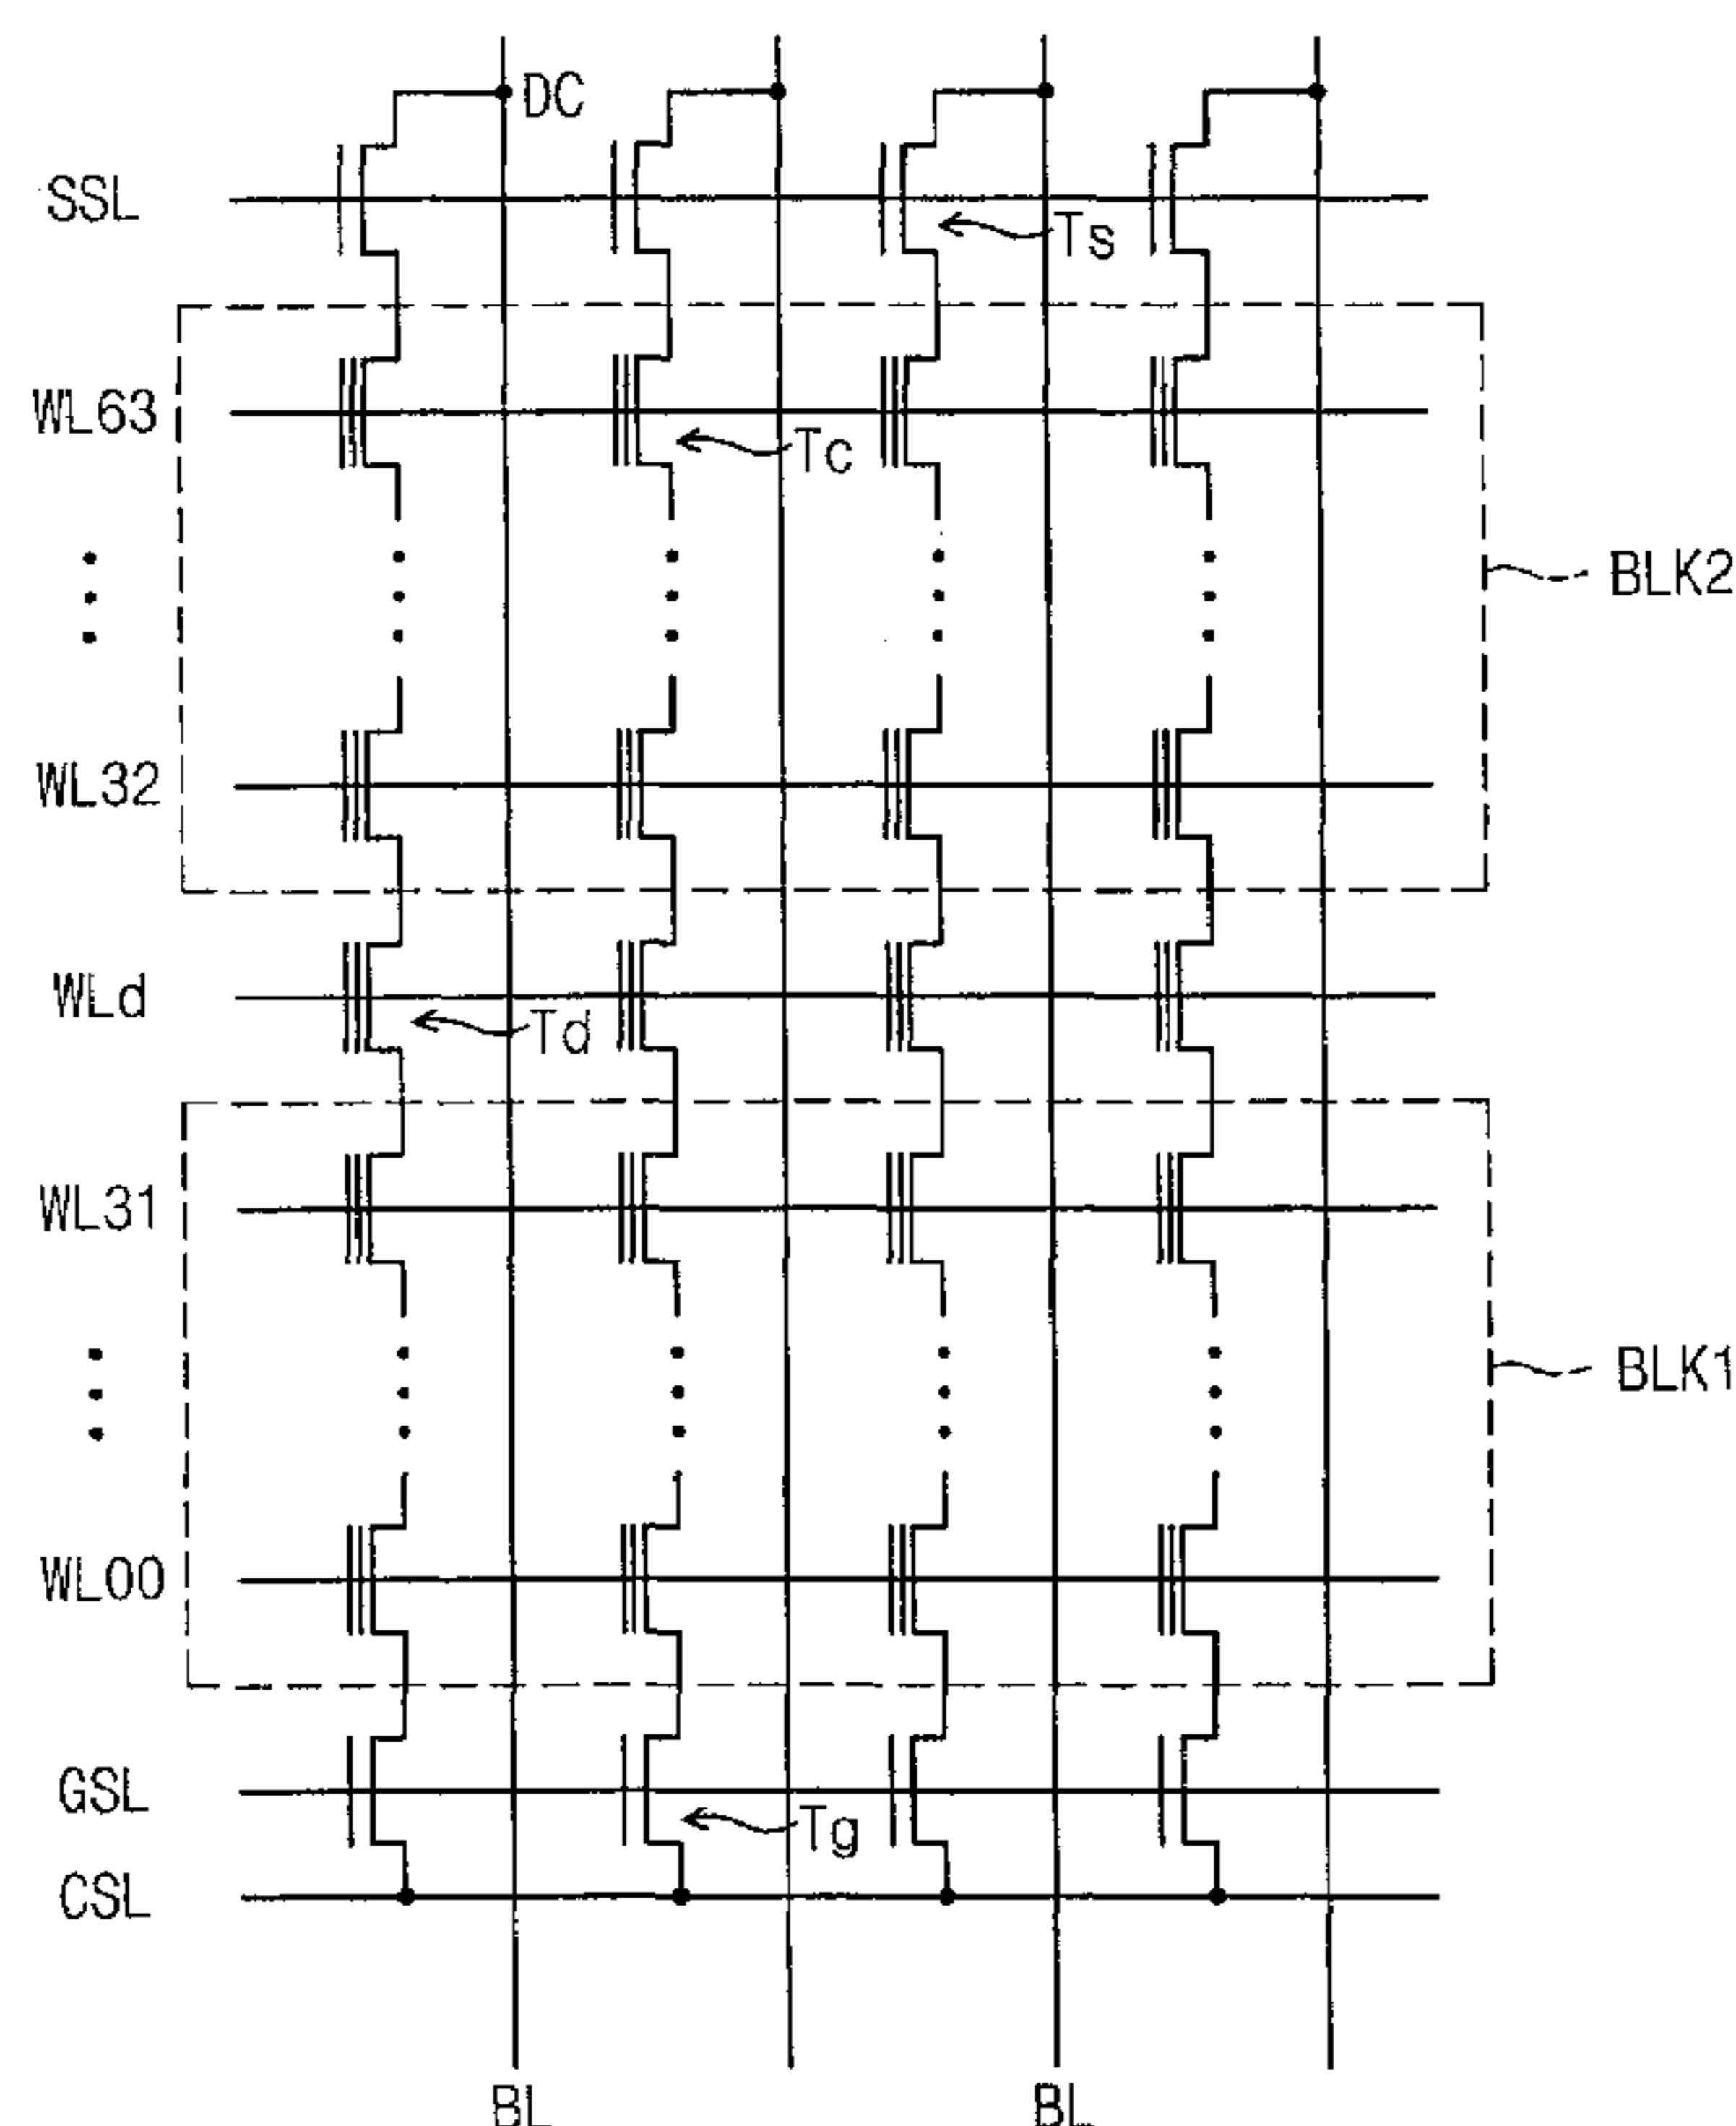 DC
SSL
Ts
WL63
Tc
BLK2
WL32
WLd
Td
WL31
BLK1
WL00
GSL
Tg
CSL
BL
BL